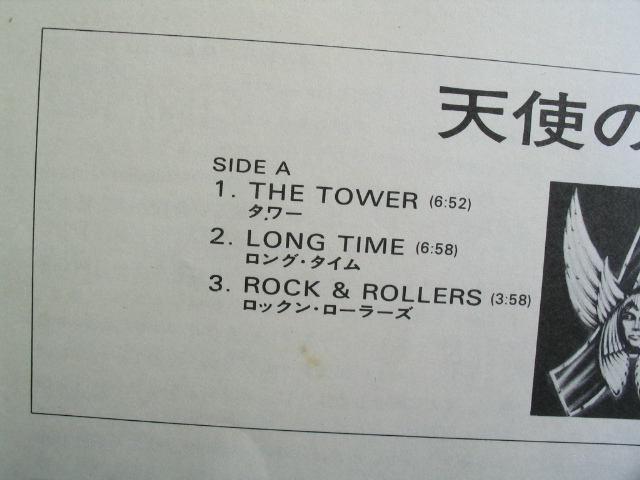 天使の
SIDE A
1. THE TOWER (6:52)
タワー
2. LONG TIME (6:58)
ロング・タイム
3. ROCK & ROLLERS (3:58)
ロックン・ローラーズ